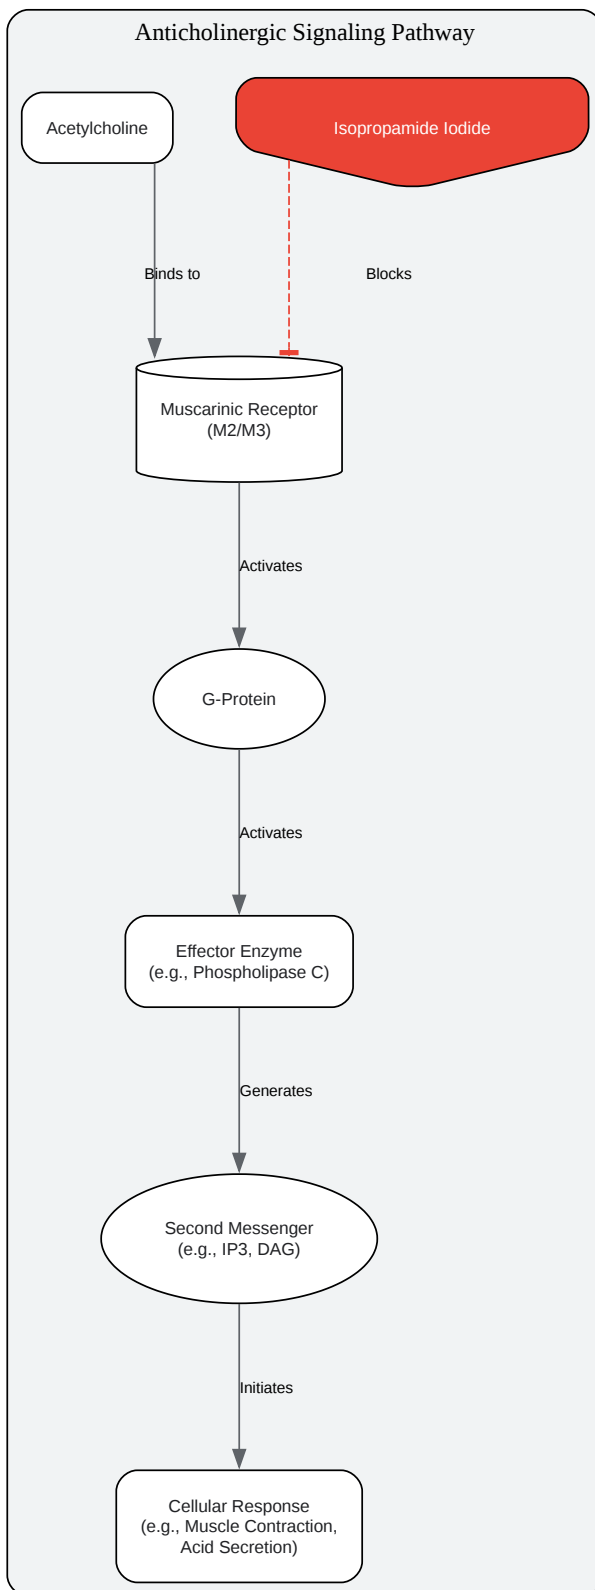 Anticholinergic Signaling Pathway
Acetylcholine
Isopropamide Iodide
Binds to
Blocks
Muscarinic Receptor
(M2/M3)
Activates
G-Protein
Activates
Effector Enzyme
(e.g., Phospholipase C)
Generates
Second Messenger
(e.g., IP3, DAG)
Initiates
Cellular Response
(e.g., Muscle Contraction,
Acid Secretion)